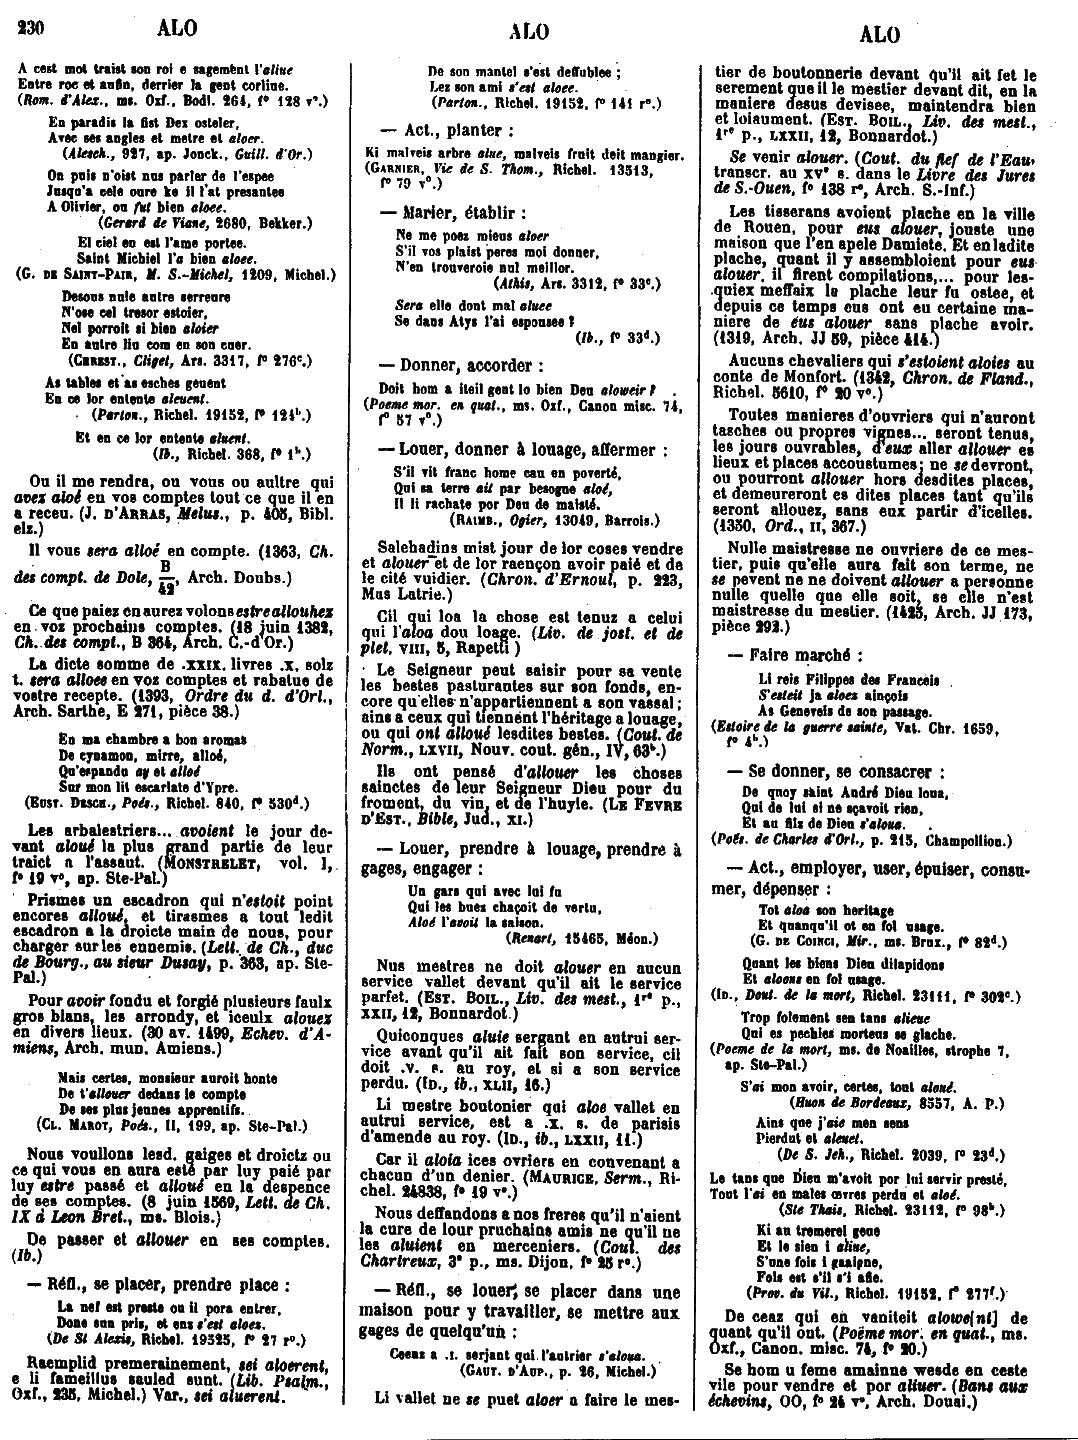 230 ALO ALO ALO
A cest mot traist son roi e sagement l'aliue
Entre roc et aufin, derrier la gent corline.
(Rom. d'Alex., ms. Oxf., Bodl. 264, fº 128 vº.)
En paradis la fist Dex osteler,
Avec ses angles et metre et aloer.
(Alesch., 927, ap. Jonck., Guill. d'Or.)
On puis n'oist nus parler de l'espee
Jusqu'a cele oure ke il l'at presantee
A Olivier, ou fut bien aloee.
(Gerard de Viane, 2680, Bekker.)
El ciel en est l'ame portee.
Saint Michiel l'a bien aloee.
(G. DE SAINT-PAIR, M. S.-Michel, 1209, Michel.)
Desous nule autre serreure
N'ose cel tresor estoier,
Nel porroit si bien aloier
En autre liu com en son cuer.
(CHREST., Cliget, Ars. 3317, fº 276ᶜ.)
As tables et as esches geuent
En ce lor entente aleuent.
(Parton., Richel. 19152, fº 124ᵇ.)
Et en ce lor entente aluent.
(Ib., Richel. 368, fº 1ᵇ.)
Ou il me rendra, ou vous ou aultre qui
avez aloé en vos comptes tout ce que il en
a receu. (J. D'ARRAS, Melus., p. 405, Bibl.
elz.)
Il vous sera alloé en compte. (1363, Ch.
des compt. de Dole, B/42, Arch. Doubs.)
Ce que paiez en aurez volons estre allouhez
en voz prochains comptes. (18 juin 1382,
Ch. des compt., B 364, Arch. C.-d'Or.)
La dicte somme de .XXIX. livres .X. solz
t. sera alloee en voz comptes et rabatue de
vostre recepte. (1393, Ordre du d. d'Orl.,
Arch. Sarthe, E 271, pièce 38.)
En ma chambre a bon aromas
De cynamon, mirre, alloé,
Qu'espandu ay et alloé
Sur mon lit escarlate d'Ypre.
(EUST. DESCH., Poés., Richel. 840, fº 530ᵈ.)
Les arbalestriers... avoient le jour de-
vant aloué la plus grand partie de leur
traict a l'assaut. (MONSTRELET, vol. I,
fº 19 vº, ap. Ste-Pal.)
Prismes un escadron qui n'estoit point
encores alloué, et tirasmes a tout ledit
escadron a la droicte main de nous, pour
charger sur les ennemis. (Lett. de Ch., duc
de Bourg., au sieur Dusay, p. 363, ap. Ste-
Pal.)
Pour avoir fondu et forgié plusieurs faulx
gros blans, les arrondy, et iceulx alouez
en divers lieux. (30 av. 1499, Echev. d'A-
miens, Arch. mun. Amiens.)
Mais certes, monsieur auroit honte
De t'allouer dedans le compte
De ses plus jeunes apprentifs.
(CL. MAROT, Poés., II, 199, ap. Ste-Pal.)
Nous voullons lesd. gaiges et droictz ou
ce qui vous en aura esté par luy paié par
luy estre passé et alloué en la despence
de ses comptes. (8 juin 1569, Lett. de Ch.
IX à Leon Bret., ms. Blois.)
De passer et allouer en ses comptes.
(Ib.)
— Réfl., se placer, prendre place :
La nef est preste ou il pora entrer,
Done sun pris, et ens s'est aloes.
(De St Alexis, Richel. 19525, fº 27 rº.)
Raemplid premerainement, sei aloerent,
e li fameillus sauled sunt. (Lib. Psalm.,
Oxf., 235, Michel.) Var., sei aluerent.
De son mantel s'est deffublee ;
Lez son ami s'est aloee.
(Parton., Richel. 19152, fº 141 rº.)
— Act., planter :
Ki malveis arbre alue, malveis fruit deit mangier.
(GARNIER, Vie de S. Thom., Richel. 13513,
fº 79 vº.)
— Marier, établir :
Ne me poez mieus aloer
S'il vos plaist peres moi donner,
N'en trouveroie nul meillor.
(Athis, Ars. 3312, fº 33ᶜ.)
Sera elle dont mal aluee
Se dans Atys l'ai espousee ?
(Ib., fº 33ᵈ.)
— Donner, accorder :
Doit hom a iteil gent lo bien Deu aloweir ?
(Poeme mor. en quat., ms. Oxf., Canon misc. 74,
fº 57 vº.)
— Louer, donner à louage, affermer :
S'il vit franc home cau en poverté,
Qui sa terre ait par besogne aloé,
Il li rachate por Deu de maisté.
(RAIMB., Ogier, 13049, Barrois.)
Salehadins mist jour de lor coses vendre
et alouer et de lor raençon avoir paié et de
le cité vuidier. (Chron. d'Ernoul, p. 223,
Mas Latrie.)
Cil qui loa la chose est tenuz a celui
qui l'aloa dou loage. (Liv. de jost. et de
plet, VIII, 5, Rapetti)
Le Seigneur peut saisir pour sa vente
les bestes pasturantes sur son fonds, en-
core qu'elles n'appartiennent a son vassal ;
ains a ceux qui tiennent l'héritage a louage,
ou qui ont alloué lesdites bestes. (Cout. de
Norm., LXVII, Nouv. cout. gén., IV, 63ᵇ.)
Ils ont pensé d'allouer les choses
sainctes de leur Seigneur Dieu pour du
froment, du vin, et de l'huyle. (LE FEVRE
D'EST., Bible, Jud., XI.)
— Louer, prendre à louage, prendre à
gages, engager :
Un gars qui avec lui fu
Qui les buez chaçoit de vertu,
Aloé l'avoit la saison.
(Renart, 15465, Méon.)
Nus mestres ne doit alouer en aucun
service vallet devant qu'il ait le service
parfet. (EST. BOIL., Liv. des mest., 1ʳᵉ p.,
XXII, 12, Bonnardot.)
Quiconques aluie sergant en autrui ser-
vice avant qu'il ait fait son service, cil
doit .v. s. au roy, et si a son service
perdu. (ID., ib., XLII, 16.)
Li mestre boutonier qui aloe vallet en
autrui service, est a .x. s. de parisis
d'amende au roy. (ID., ib., LXXII, 11.)
Car il aloia ices ovriers en convenant a
chacun d'un denier. (MAURICE, Serm., Ri-
chel. 24838, fº 19 vº.)
Nous deffandons a nos freres qu'il n'aient
la cure de lour pruchains amis ne qu'il ne
les aluient en merceniers. (Cout. des
Chartreux, 3ᵉ p., ms. Dijon, fº 25 rº.)
— Réfl., se louer, se placer dans une
maison pour y travailler, se mettre aux
gages de quelqu'un :
Ceenz a .I. serjant qui l'autrier s'aloua.
(GAUT. D'AUP., p. 26, Michel.)
Li vallet ne se puet aloer a faire le mes-
tier de boutonnerie devant qu'il ait fet le
serement que il le mestier devant dit, en la
maniere desus devisee, maintendra bien
et loiaument. (EST. BOIL., Liv. des mest.,
1ʳᵉ p., LXXII, 12, Bonnardot.)
Se venir alouer. (Cout. du fief de l'Eau,
transcr. au XVᵉ s. dans le Livre des Jures
de S.-Ouen, fº 138 rº, Arch. S.-Inf.)
Les tisserans avoient plache en la ville
de Rouen, pour eus alouer, jouste une
maison que l'en apele Damiete. Et en ladite
plache, quant il y assembloient pour eus
alouer, il firent compilations,... pour les-
quiex meffaix la plache leur fu ostee, et
depuis ce temps eus ont eu certaine ma-
niere de eus alouer sans plache avoir.
(1319, Arch. JJ 59, pièce 414.)
Aucuns chevaliers qui s'estoient aloies au
conte de Monfort. (1342, Chron. de Fland.,
Richel. 5610, fº 20 vº.)
Toutes manieres d'ouvriers qui n'auront
tasches ou propres vignes... seront tenus,
les jours ouvrables, d'eux aller allouer es
lieux et places accoustumes ; ne se devront,
ou pourront allouer hors desdites places,
et demeureront es dites places tant qu'ils
seront allouez, sans eux partir d'icelles.
(1350, Ord., II, 367.)
Nulle maistresse ne ouvriere de ce mes-
tier, puis qu'elle aura fait son terme, ne
se pevent ne ne doivent allouer a personne
nulle quelle que elle soit, se elle n'est
maistresse du mestier. (1425, Arch. JJ 173,
pièce 292.)
— Faire marché :
Li reis Filippes des Franceis
S'esteit ja aloez ainçois
As Geneveis de son passage.
(Estoire de la guerre sainte, Vat. Chr. 1659,
fº 4ᵇ.)
— Se donner, se consacrer :
De quoy saint André Dieu loua,
Qui de lui si ne sçavoit rien,
Et au filz de Dieu s'aloua.
(Poés. de Charles d'Orl., p. 215, Champollion.)
— Act., employer, user, épuiser, consu-
mer, dépenser :
Tot aloa son heritage
Et quanqu'il ot en fol usage.
(G. DE COINCI, Mir., ms. Brux., fº 82ᵈ.)
Quant les biens Dieu dilapidons
Et aloons en fol usage.
(ID., Dout. de la mort, Richel. 23111, fº 302ᶜ.)
Trop folement sen tans alieue
Qui es pechies morteus se glache.
(Poeme de la mort, ms. de Noailles, strophe 7,
ap. Ste-Pal.)
S'ai mon avoir, certes, tout aloué.
(Huon de Bordeaux, 8557, A. P.)
Ains que j'aie men sens
Pierdut et aleuet.
(De S. Jeh., Richel. 2039, fº 23ᵈ.)
Le tans que Dieu m'avoit por lui servir presté,
Tout l'ai en males œvres perdu et aloé.
(Ste Thais, Richel. 23112, fº 98ᵇ.)
Ki au tremerel geue
Et le sien i aliue,
S'une fois i gaaigne,
Fols est s'il s'i afie.
(Prov. du Vil., Richel. 19152, fº 277ᶠ.)
De ceaz qui en vaniteit alowe[nt] de
quant qu'il ont. (Poëme mor. en quat., ms.
Oxf., Canon. misc. 74, fº 20.)
Se hom u feme amainne wesde en ceste
vile pour vendre et por aliuer. (Bans aux
échevins, OO, fº 24 vº, Arch. Douai.)